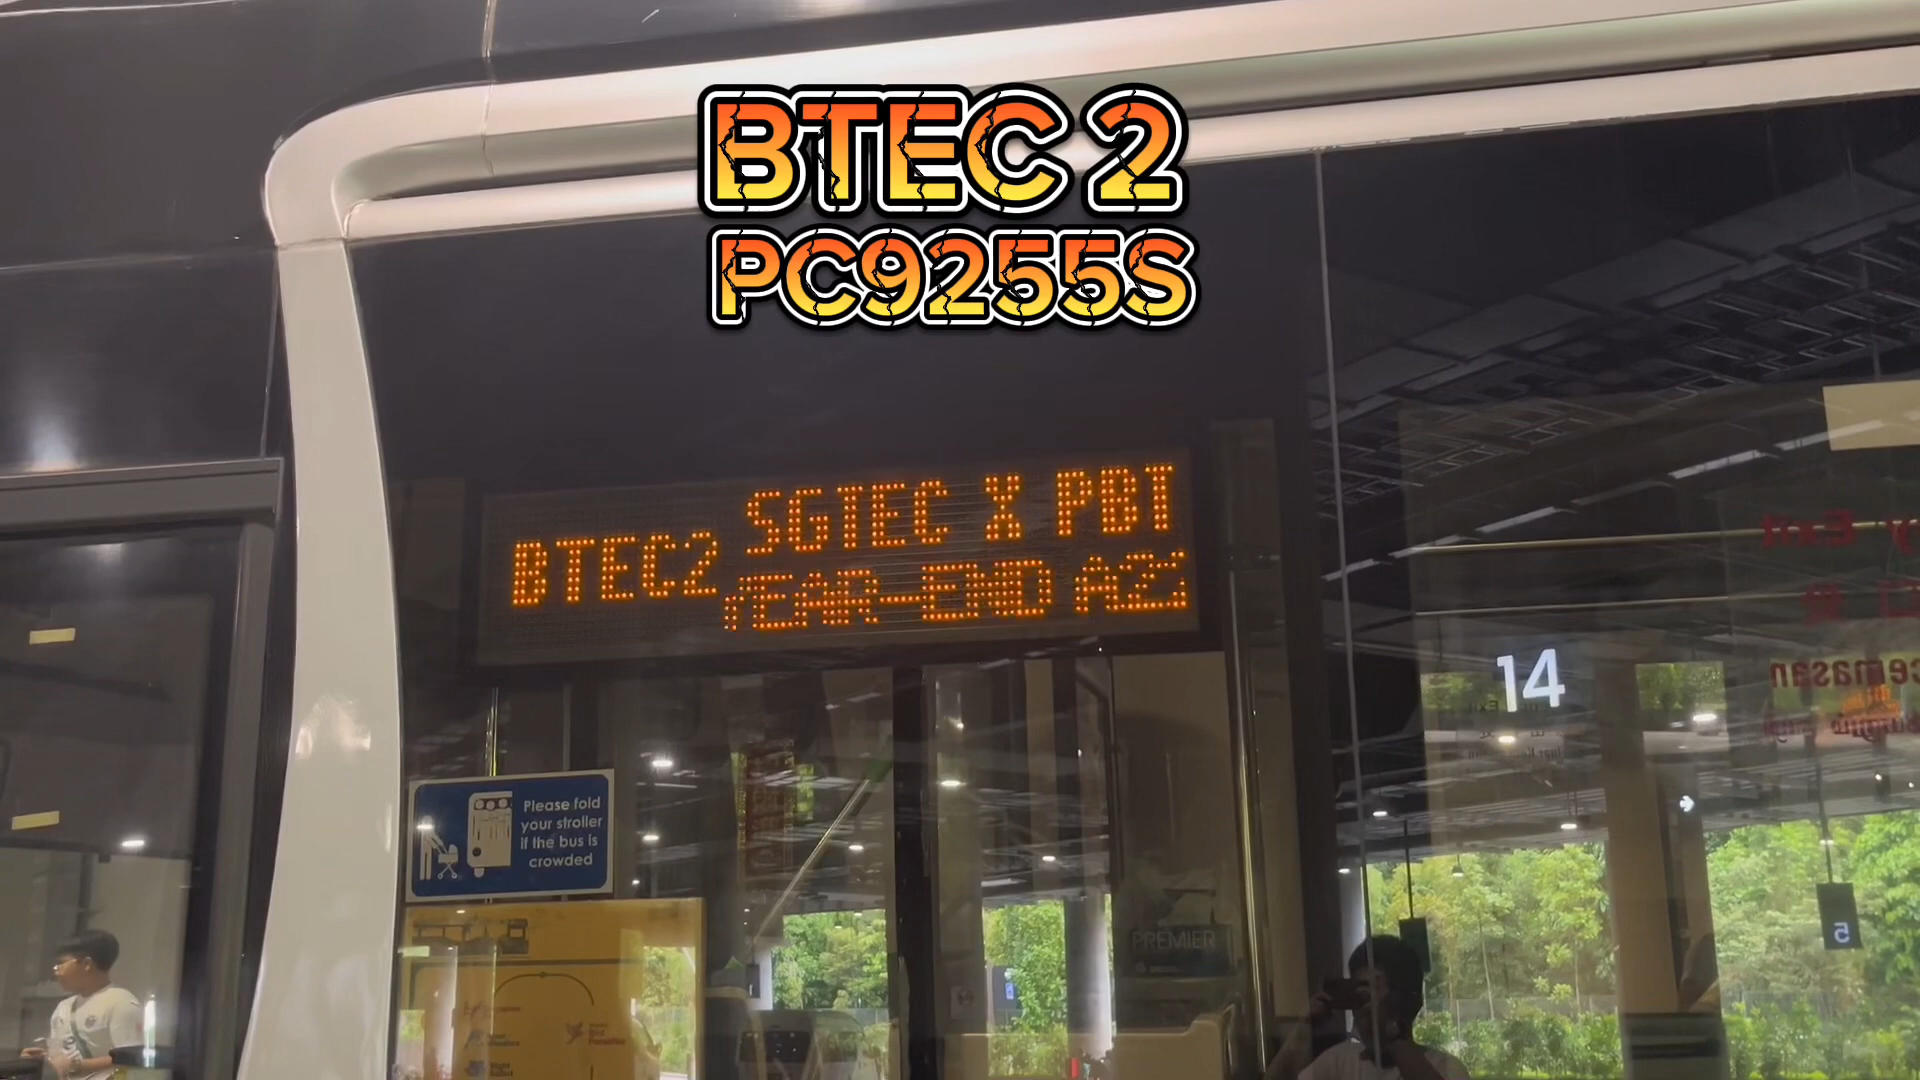 BTEC 2
PC9255S
BTEC2
SGTEC X PBT
YEAR-END A22
14
Please fold
your stroller
if the bus is
crowded
PREMIER
5